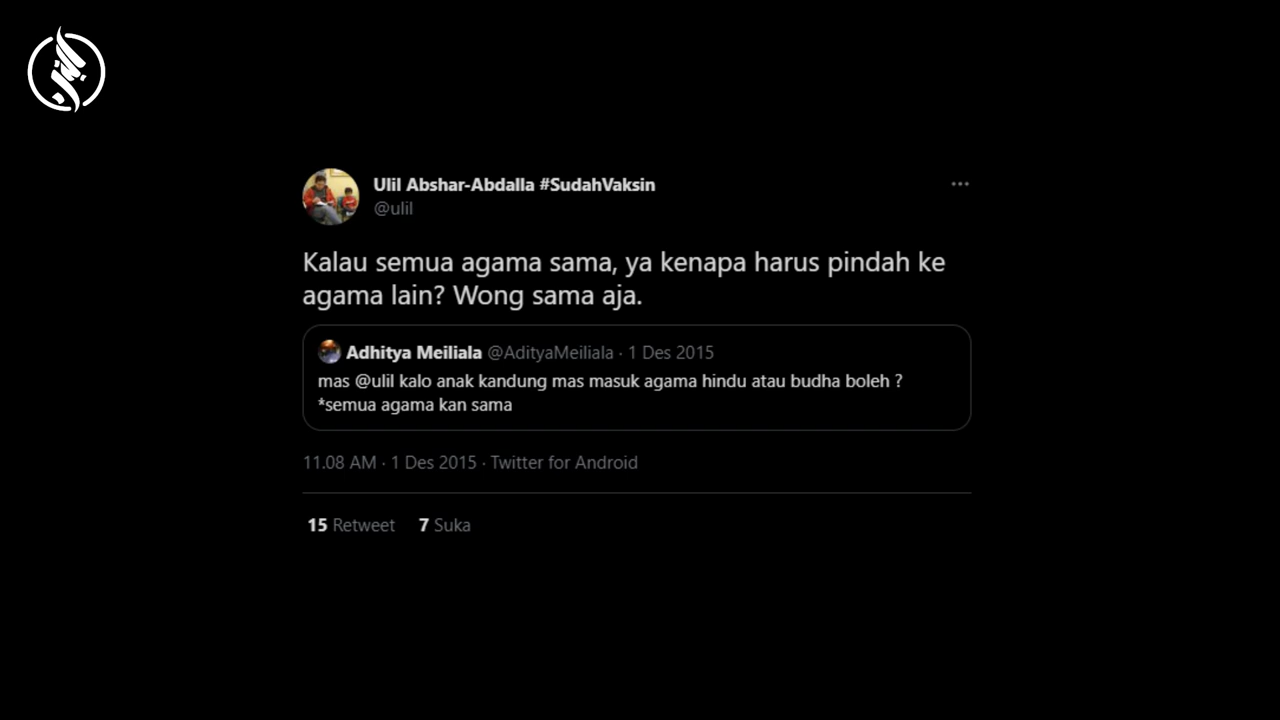 Ulil Abshar-Abdalla #SudahVaksin
@ulil
Kalau semua agama sama, ya kenapa harus pindah ke
agama lain? Wong sama aja.
Adhitya Meiliala @AdityaMeiliala · 1 Des 2015
mas @ulil kalo anak kandung mas masuk agama hindu atau budha boleh ?
*semua agama kan sama
11.08 AM · 1 Des 2015 · Twitter for Android
15 Retweet 7 Suka